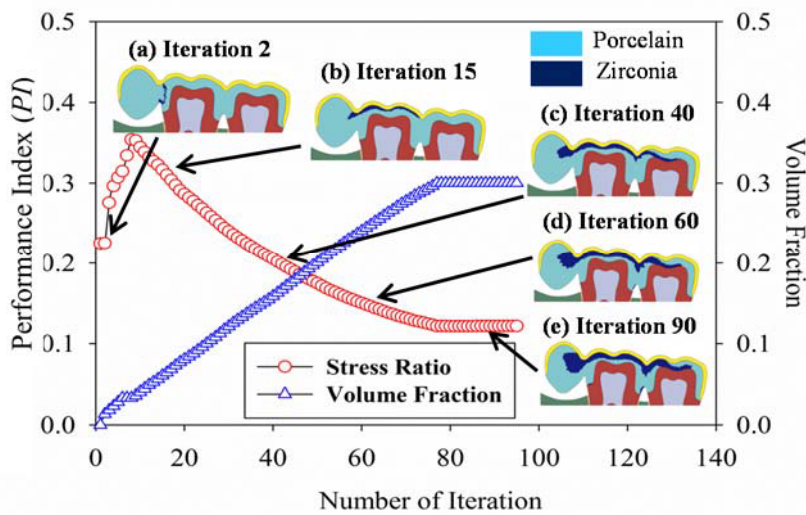 0.5
0.4
0.3
0.2
0.1
0.0
Performance Index (PI)
(a) Iteration 2
(b) Iteration 15
Porcelain
Zirconia
(c) Iteration 40
(d) Iteration 60
(e) Iteration 90
Stress Ratio
Volume Fraction
0.5
0.4
0.3
0.2
0.1
0.0
Volume Fraction
0 20 40 60 80 100 120 140
Number of Iteration